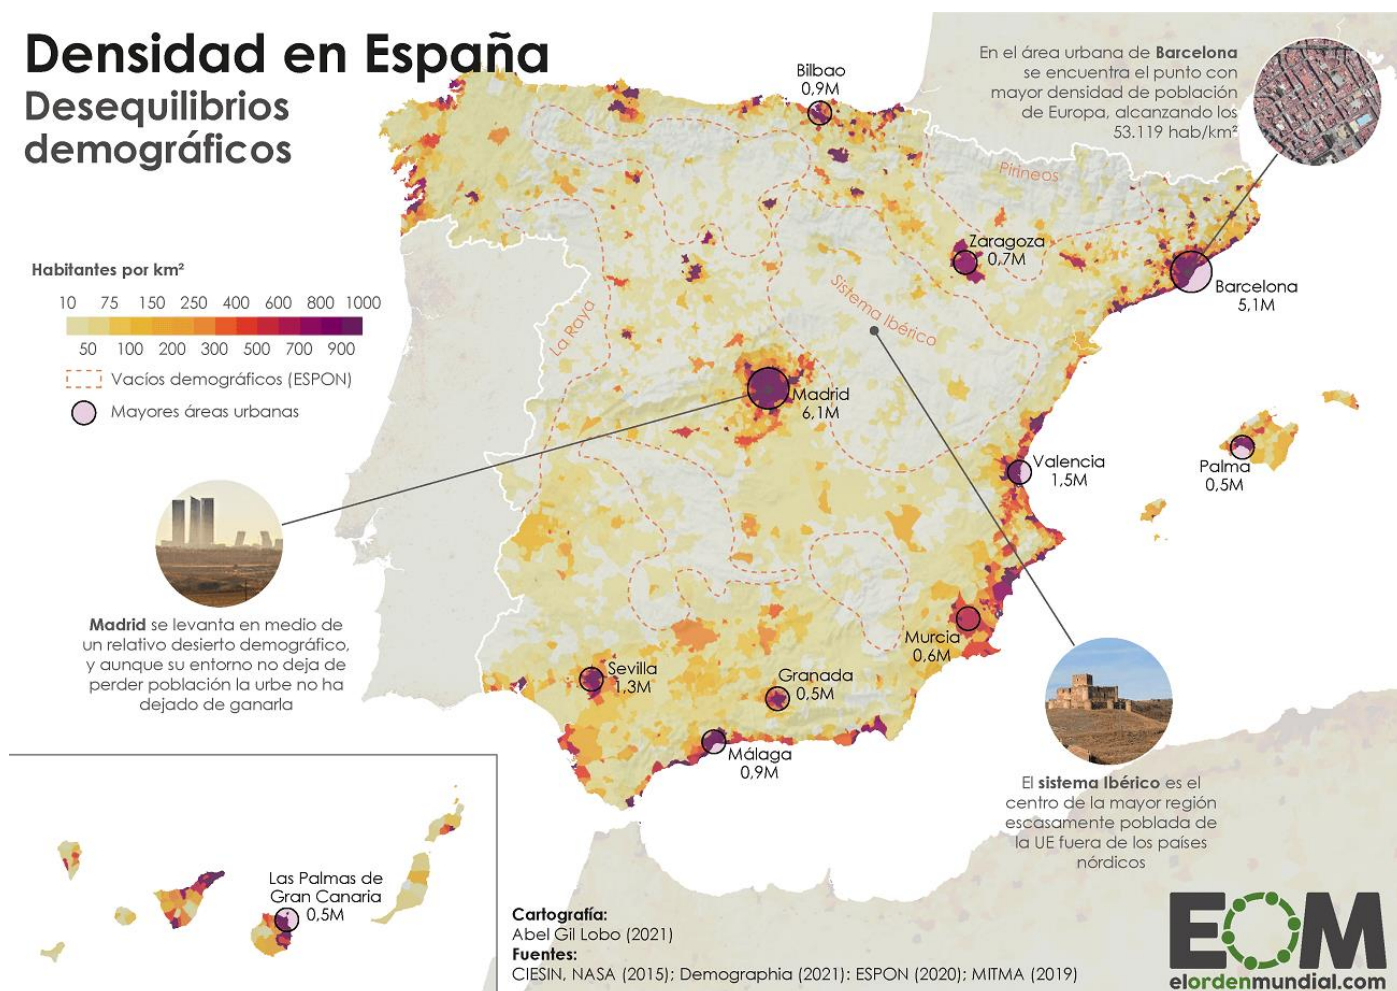 Densidad en España
Desequilibrios
demográficos
En el área urbana de Barcelona
se encuentra el punto con
mayor densidad de población
de Europa, alcanzando los
53.119 hab/km²
Bilbao
0,9M
Pirineos
Zaragoza
0,7M
Barcelona
5,1M
Habitantes por km²
10 75 150 250 400 600 800 1000
50 100 200 300 500 700 900
Vacíos demográficos (ESPON)
Mayores áreas urbanas
La Raya
Sistema Ibérico
Madrid
6,1M
Valencia
1,5M
Palma
0,5M
Madrid se levanta en medio de
un relativo desierto demográfico,
y aunque su entorno no deja de
perder población la urbe no ha
dejado de ganarla
Murcia
0,6M
Sevilla
1,3M
Granada
0,5M
Málaga
0,9M
El sistema Ibérico es el
centro de la mayor región
escasamente poblada de
la UE fuera de los países
nórdicos
Las Palmas de
Gran Canaria
0,5M
Cartografía:
Abel Gil Lobo (2021)
Fuentes:
CIESIN, NASA (2015); Demographia (2021): ESPON (2020); MITMA (2019)
EOM
elordenmundial.com